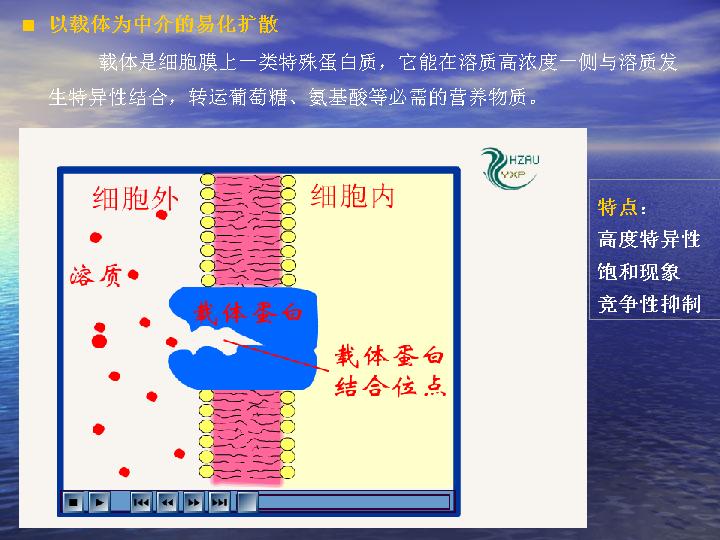 以载体为中介的易化扩散
载体是细胞膜上一类特殊蛋白质，它能在溶质高浓度一侧与溶质发
生特异性结合，转运葡萄糖、氨基酸等必需的营养物质。
HZAU
YXP
细胞外
细胞内
溶质
载体蛋白
载体蛋白
结合位点
特点：
高度特异性
饱和现象
竞争性抑制